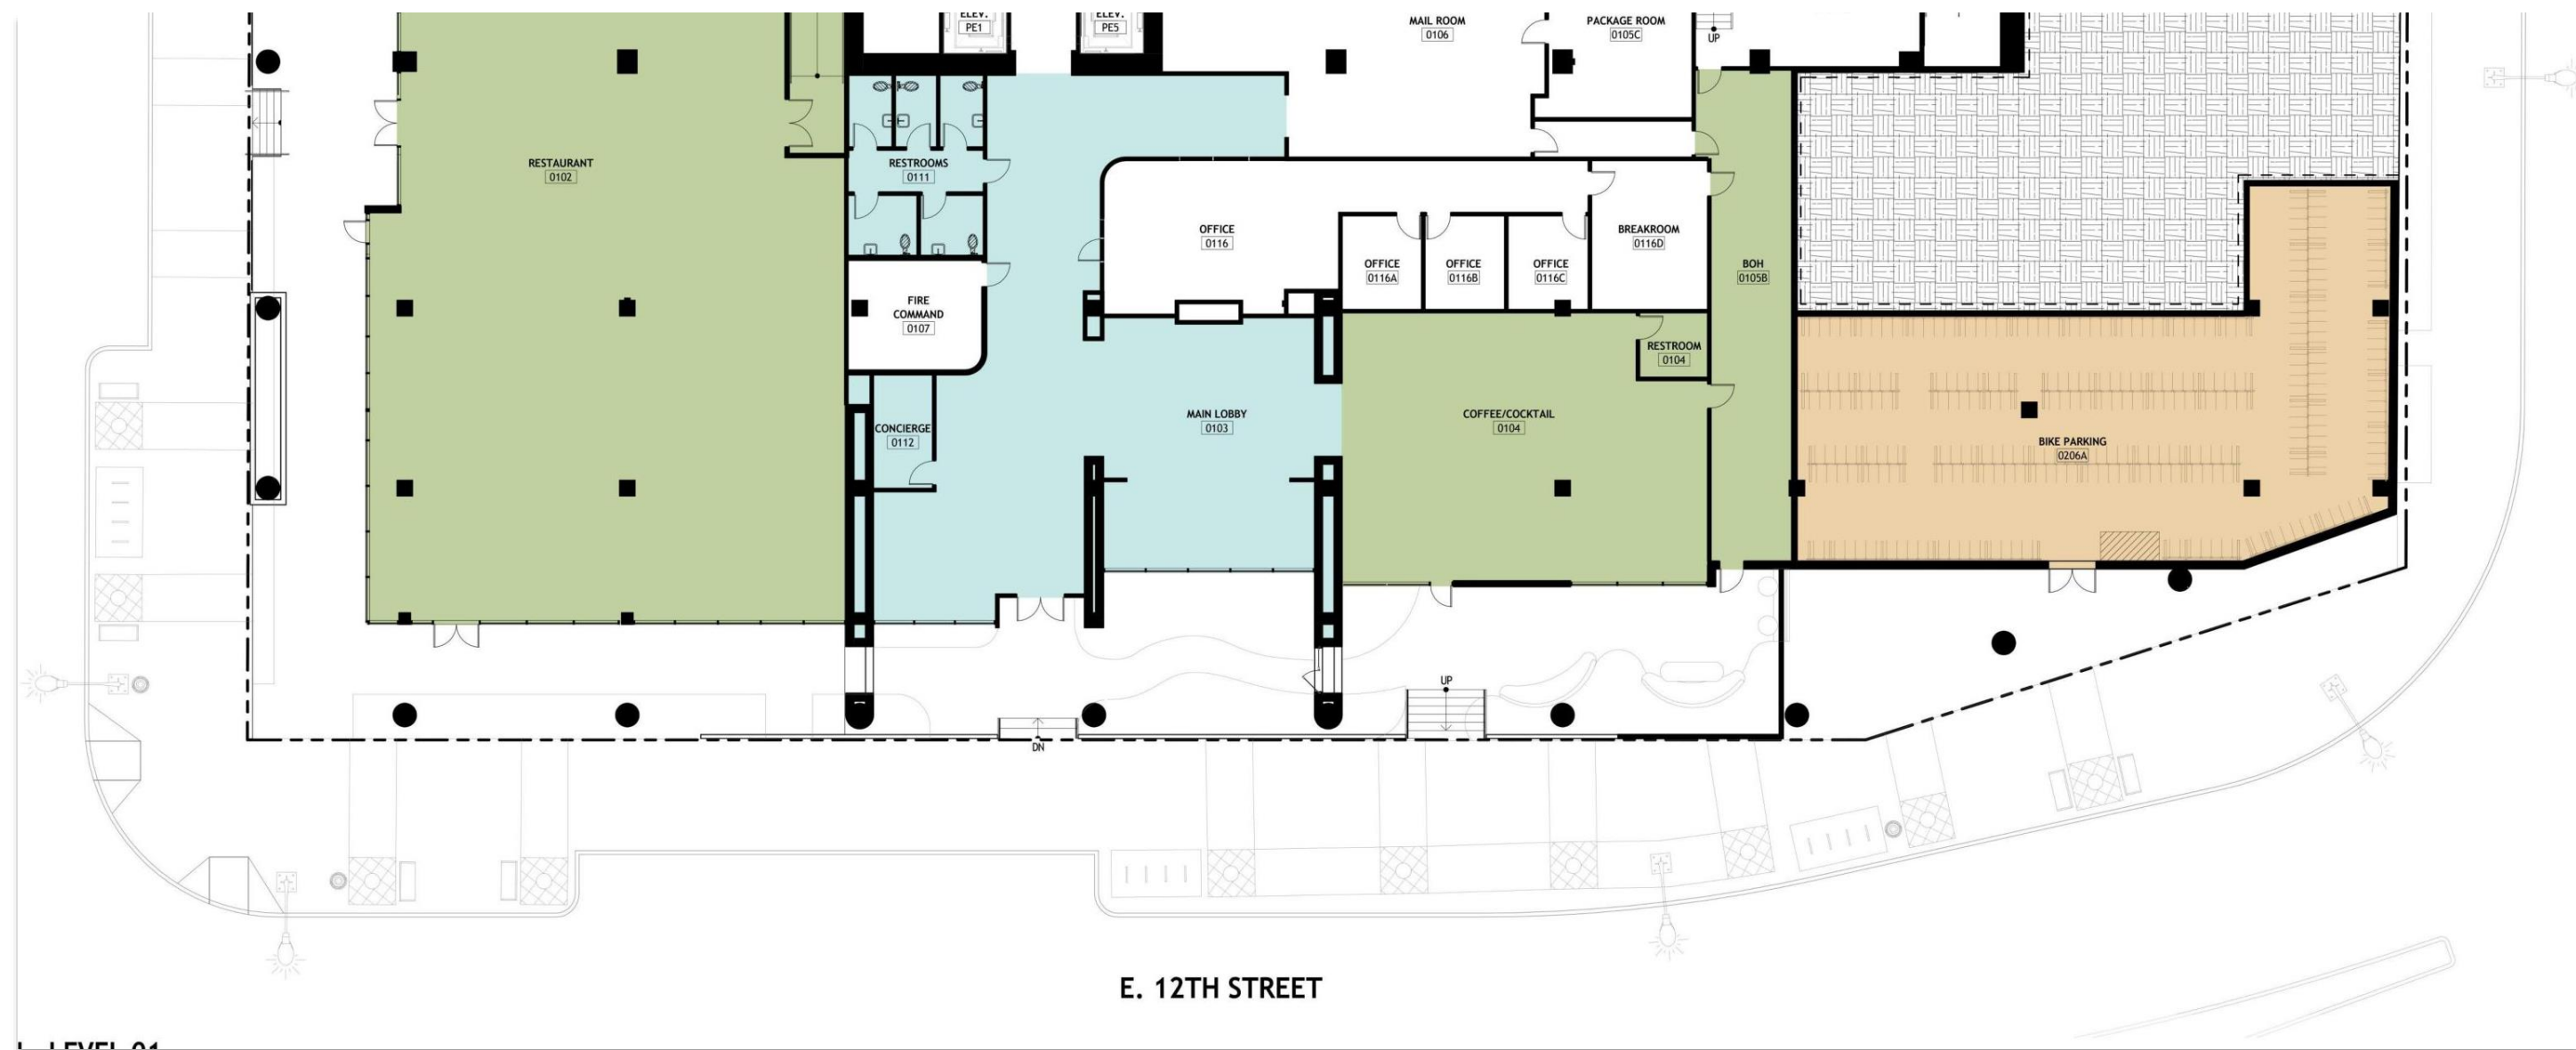 ELEV.
PE1
ELEV.
PE5
MAIL ROOM
0106
PACKAGE ROOM
0105C
UP
RESTAURANT
0102
RESTROOMS
0111
OFFICE
0116
OFFICE
0116A
OFFICE
0116B
OFFICE
0116C
BREAKROOM
0116D
BOH
0105B
FIRE
COMMAND
0107
RESTROOM
0104
CONCIERGE
0112
MAIN LOBBY
0103
COFFEE/COCKTAIL
0104
BIKE PARKING
0206A
UP
DN
E. 12TH STREET
LEVEL 01